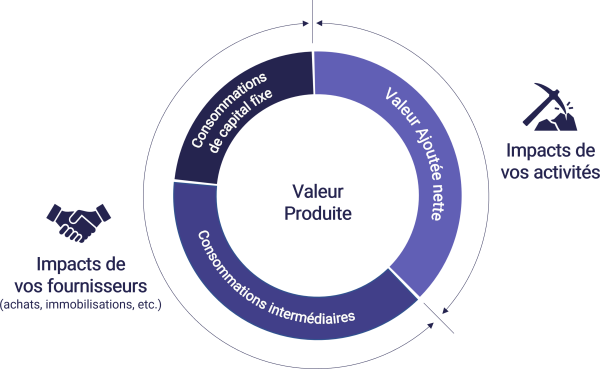 Consommations
de capital fixe
Valeur Ajoutée nette
Impacts de
vos activités
Valeur
Produite
Impacts de
vos fournisseurs
(achats, immobilisations, etc.)
Consommations intermédiaires